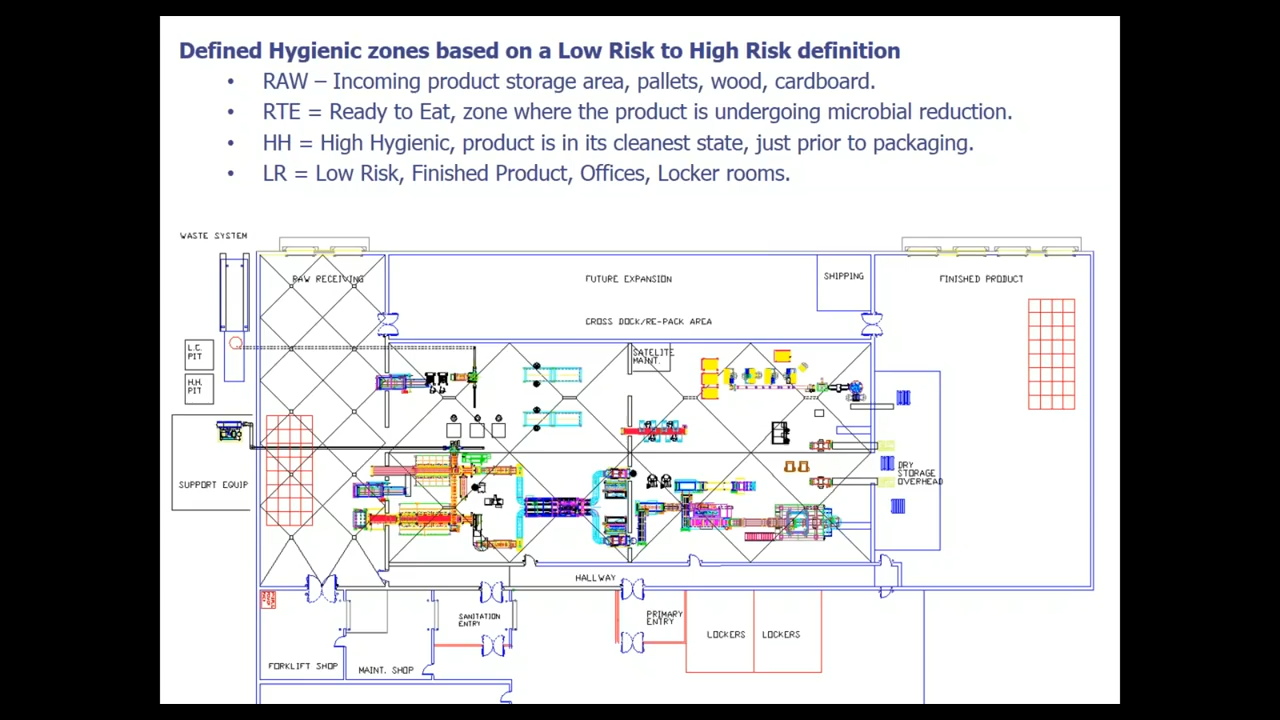 Defined Hygienic zones based on a Low Risk to High Risk definition
• RAW – Incoming product storage area, pallets, wood, cardboard.
• RTE = Ready to Eat, zone where the product is undergoing microbial reduction.
• HH = High Hygienic, product is in its cleanest state, just prior to packaging.
• LR = Low Risk, Finished Product, Offices, Locker rooms.
WASTE SYSTEM
RAW RECEIVING
FUTURE EXPANSION
SHIPPING
FINISHED PRODUCT
CROSS DOCK/RE-PACK AREA
L.C.
PIT
SATELITE
MAINT.
H.H.
PIT
SUPPORT EQUIP
DRY
STORAGE
OVERHEAD
HALLWAY
SANITATION
ENTRY
PRIMARY
ENTRY
LOCKERS
LOCKERS
FORKLIFT SHOP
MAINT. SHOP